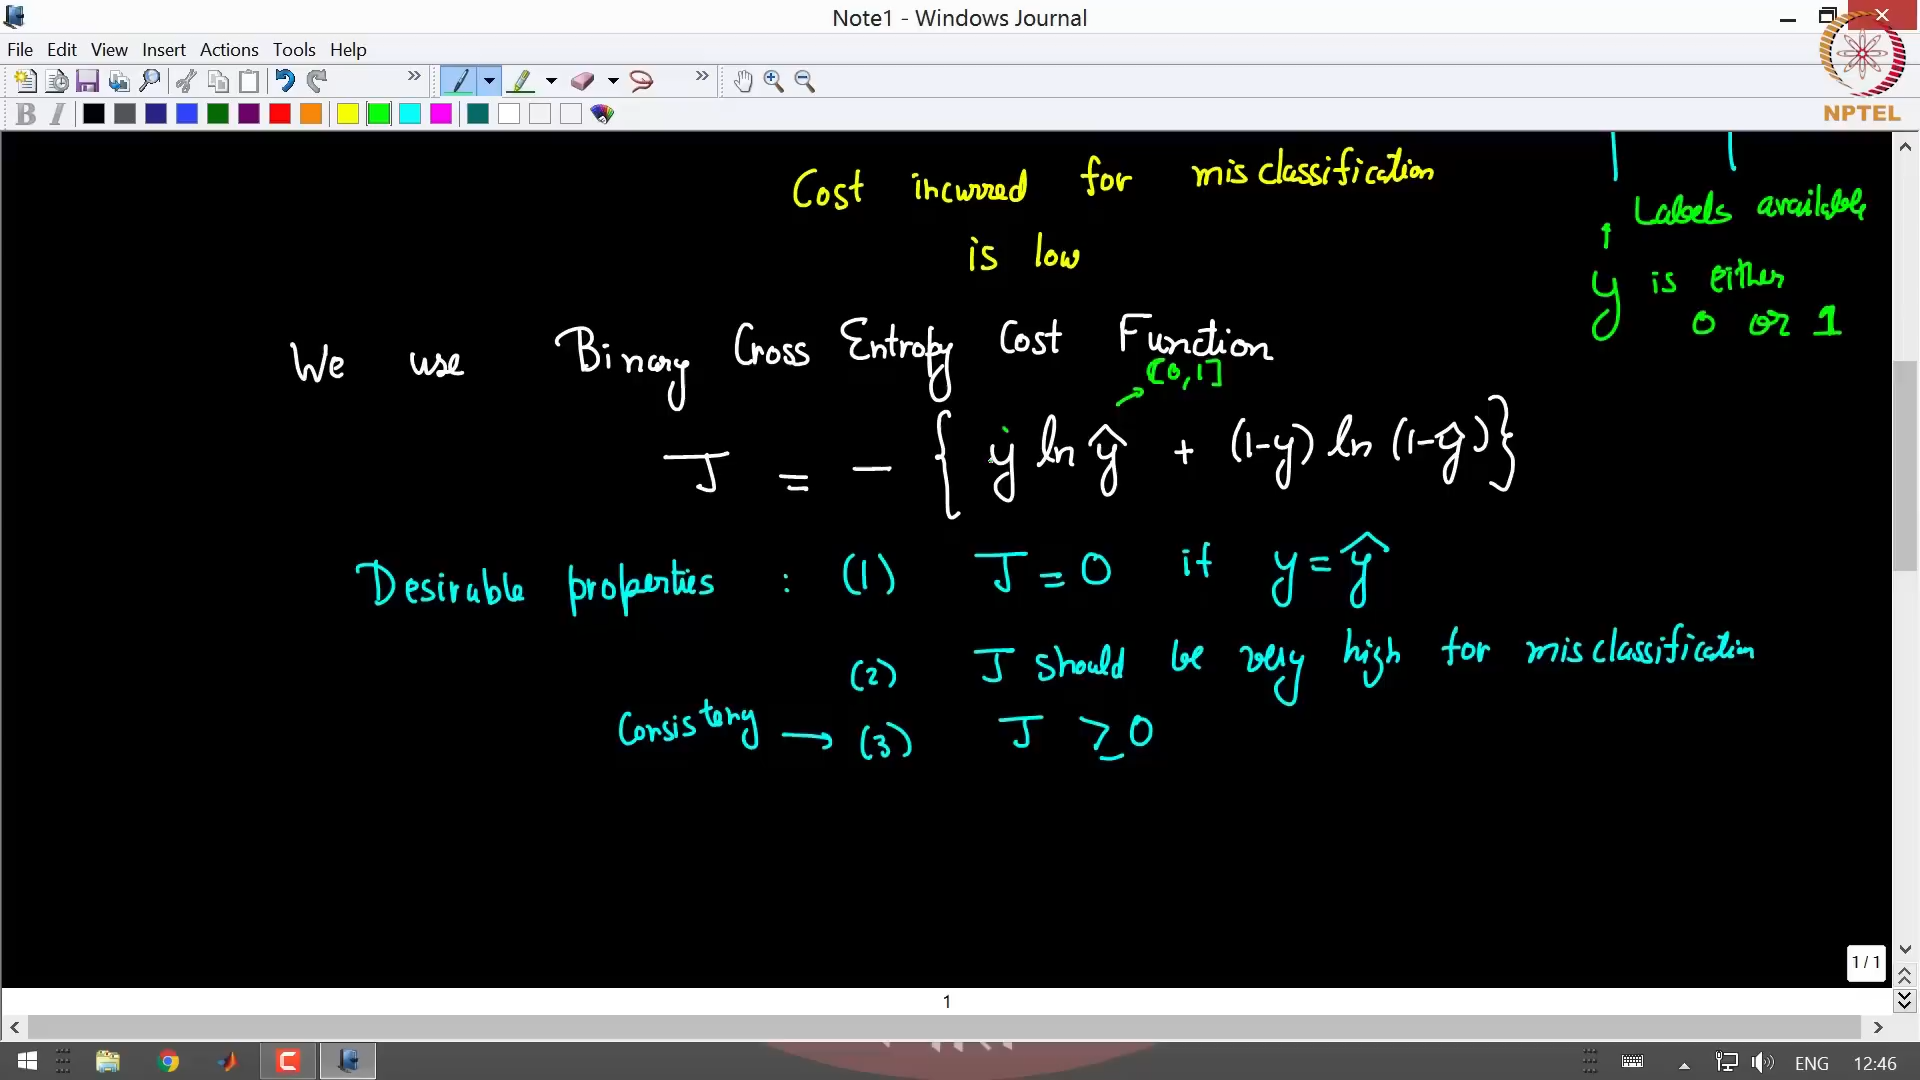 Note1 - Windows Journal
File Edit View Insert Actions Tools Help
NPTEL
Cost incurred for misclassification
is low
Labels available
y is either
0 or 1
We use Binary Cross Entropy Cost Function
[0,1]
J = - { y ln ŷ + (1-y) ln (1-ŷ) }
Desirable properties : (1) J = 0 if y = ŷ
(2) J should be very high for misclassification
Consisteny → (3) J ≥ 0
1 / 1
1
ENG 12:46